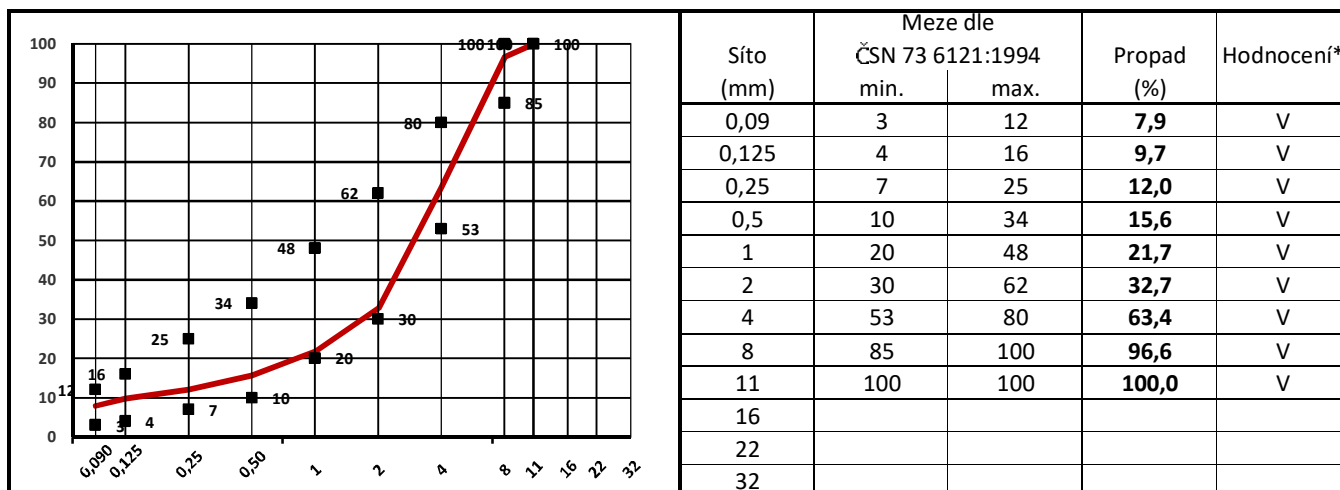 100
90
80
70
60
50
40
30
20
10
0
12
16
25
34
48
62
80
100
100
100
3
4
7
10
20
30
53
85
0,090 0,125 0,25 0,50 1 2 4 8 11 16 22 32
Meze dle
Síto ČSN 73 6121:1994 Propad Hodnocení*
(mm) min. max. (%)
0,09 3 12 7,9 V
0,125 4 16 9,7 V
0,25 7 25 12,0 V
0,5 10 34 15,6 V
1 20 48 21,7 V
2 30 62 32,7 V
4 53 80 63,4 V
8 85 100 96,6 V
11 100 100 100,0 V
16
22
32